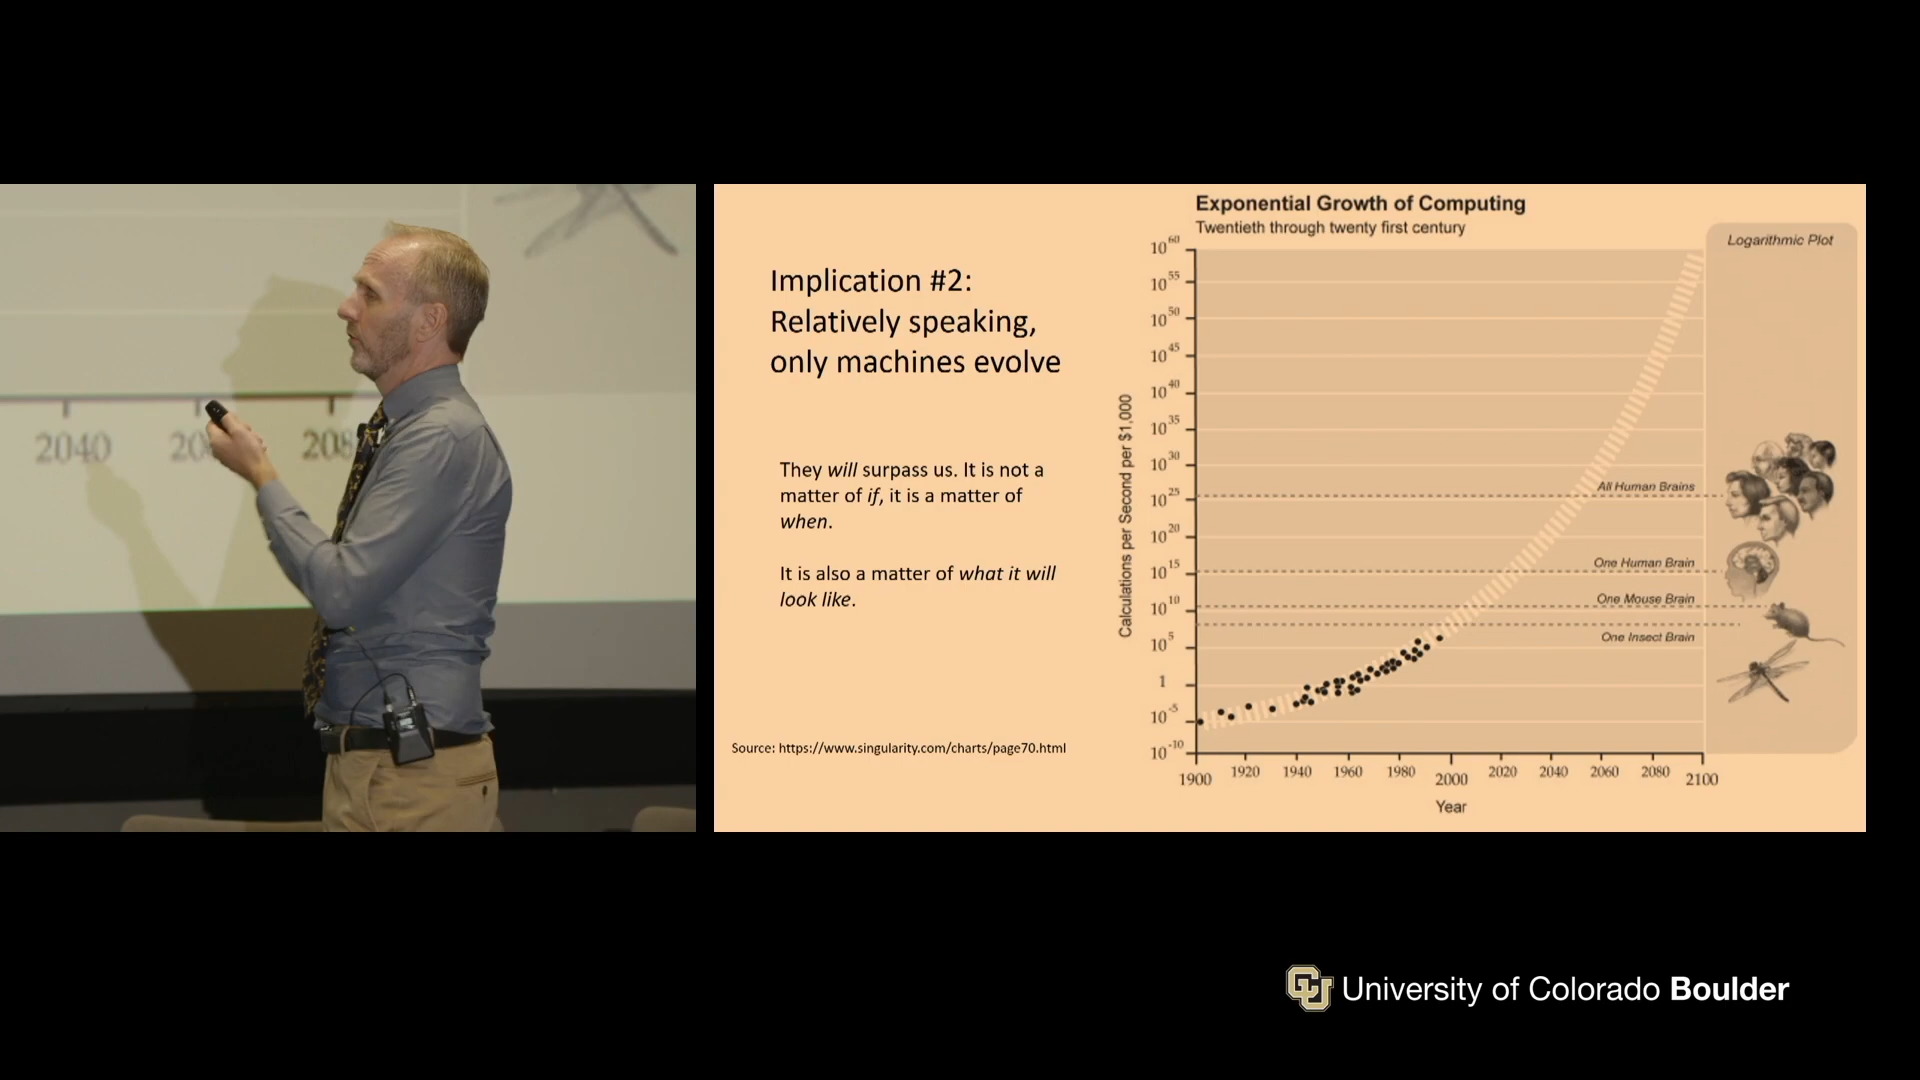 2040
208
Implication #2:
Relatively speaking,
only machines evolve
They will surpass us. It is not a
matter of if, it is a matter of
when.
It is also a matter of what it will
look like.
Source: https://www.singularity.com/charts/page70.html
Exponential Growth of Computing
Twentieth through twenty first century
Logarithmic Plot
Calculations per Second per $1,000
10^60
10^55
10^50
10^45
10^40
10^35
10^30
10^25
10^20
10^15
10^10
10^5
1
10^-5
10^-10
All Human Brains
One Human Brain
One Mouse Brain
One Insect Brain
1900 1920 1940 1960 1980 2000 2020 2040 2060 2080 2100
Year
CU University of Colorado Boulder